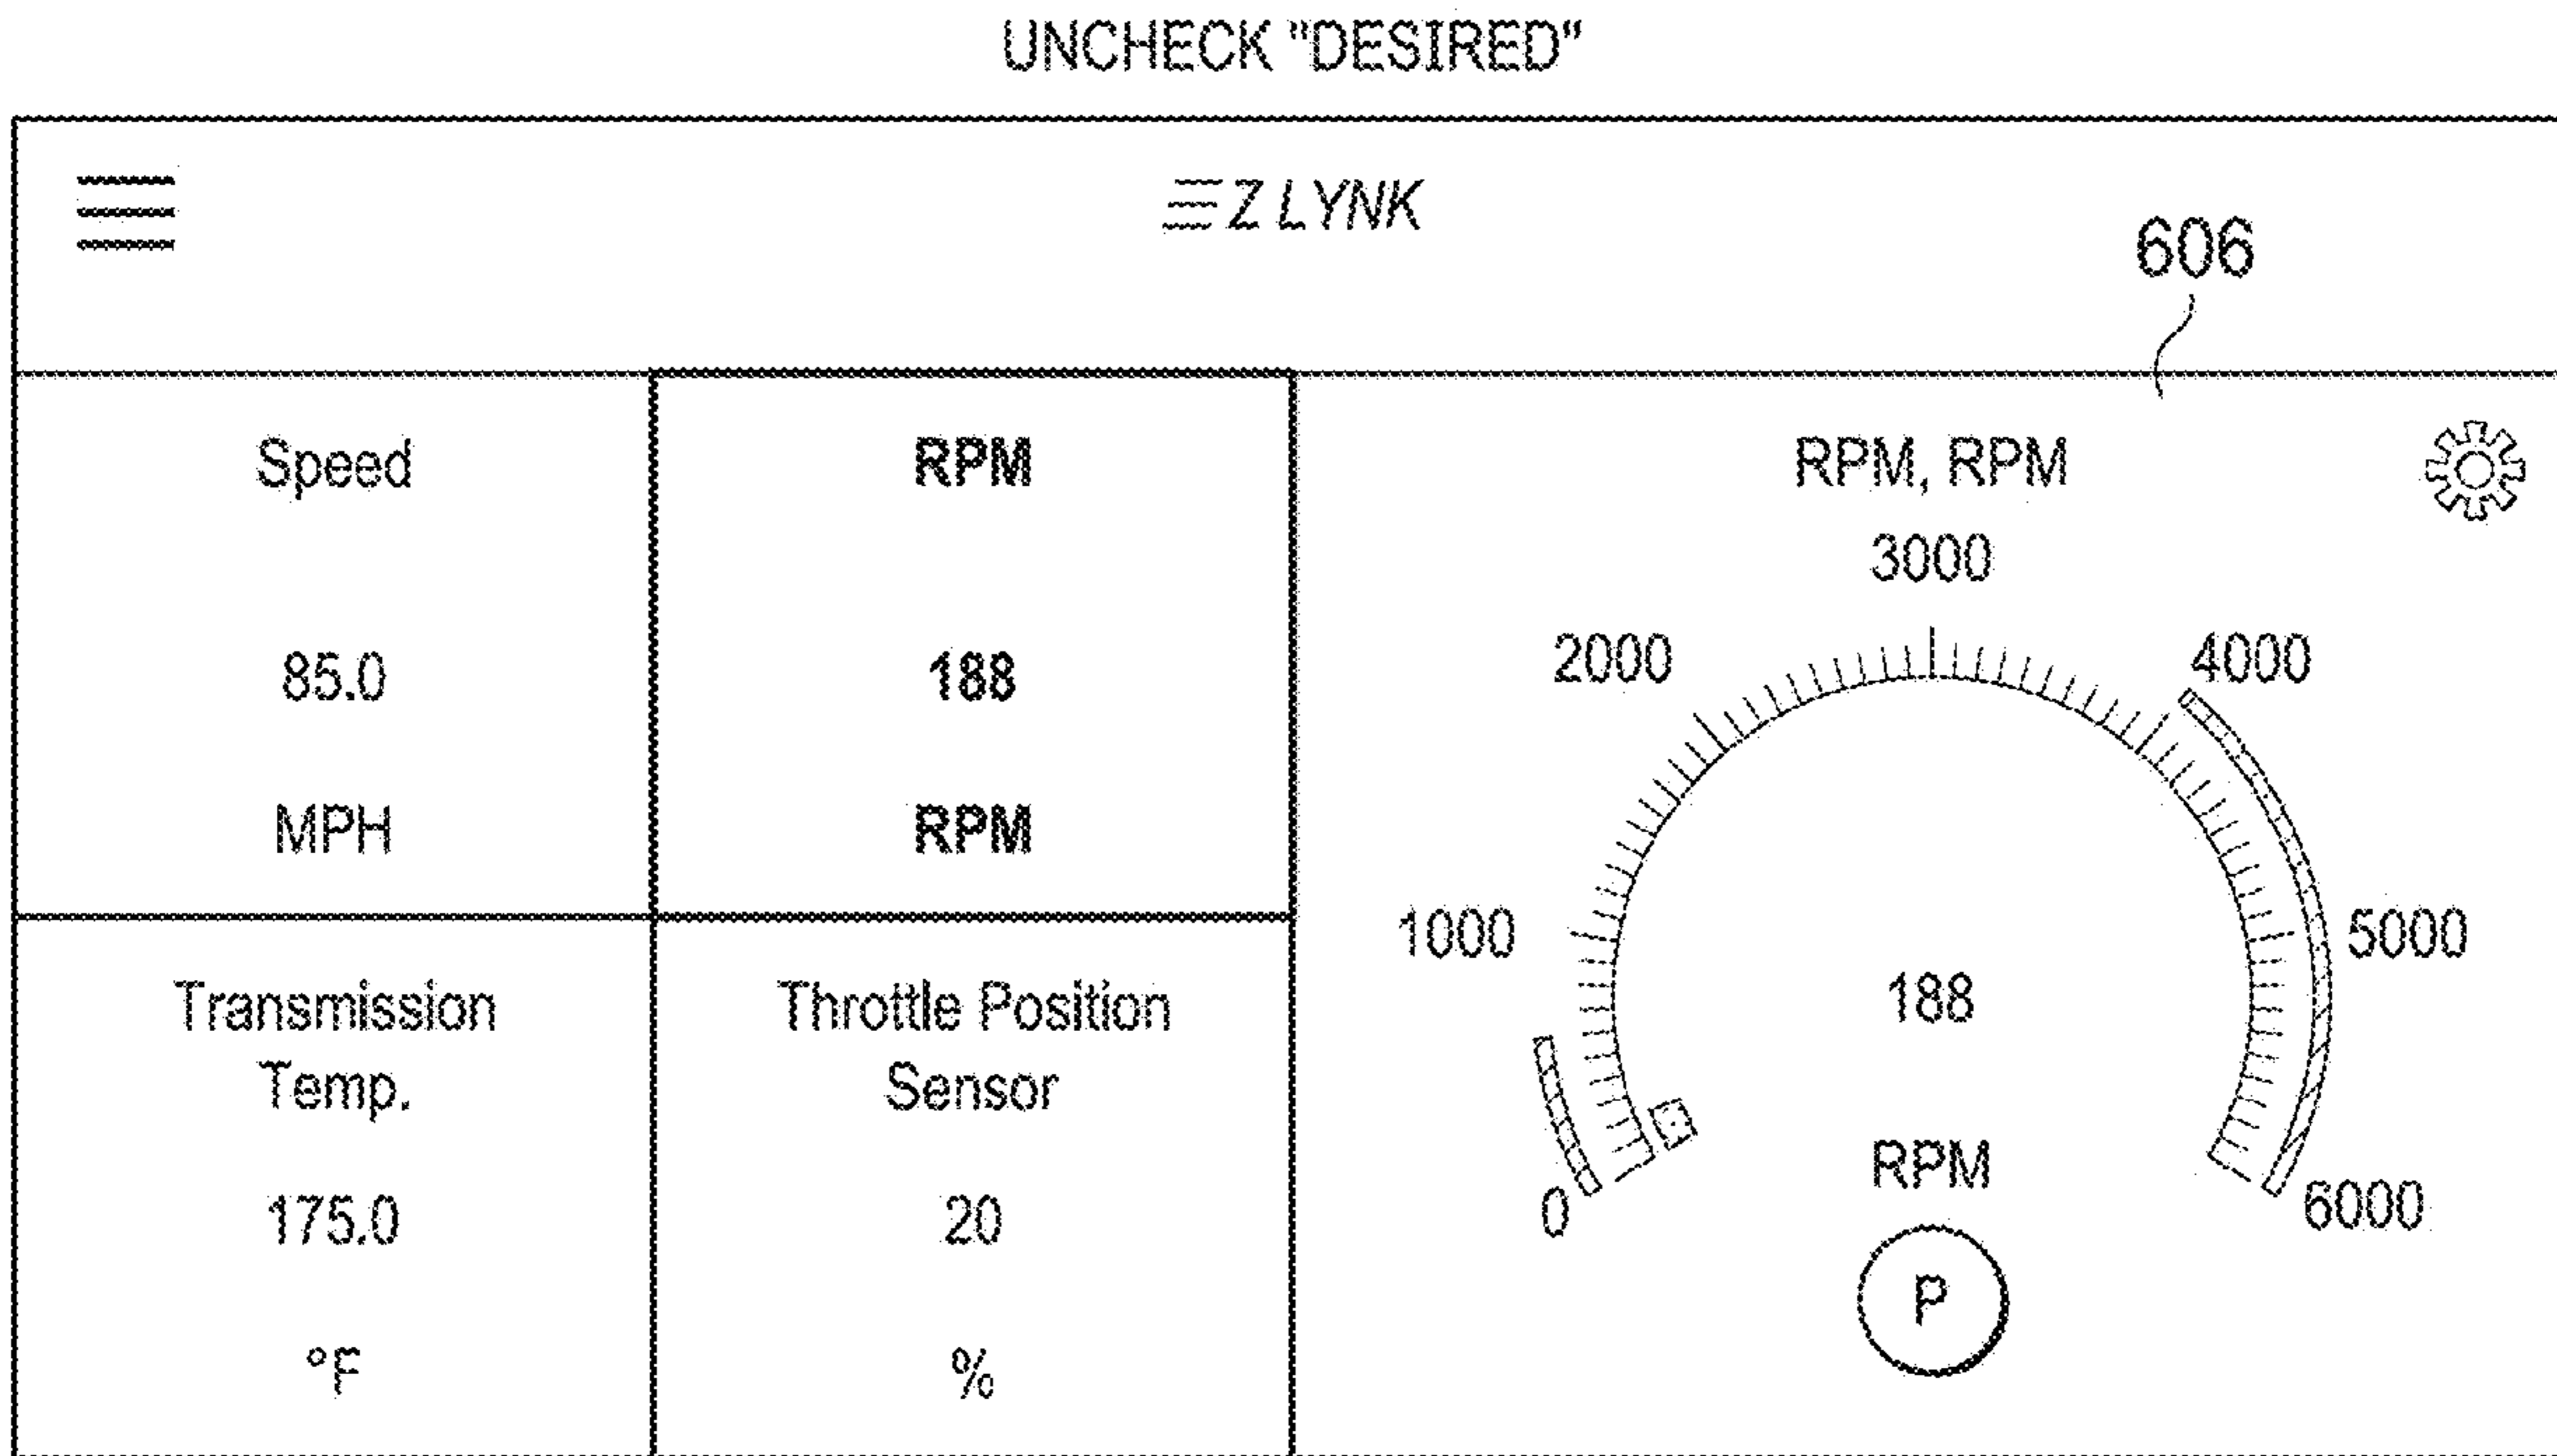 UNCHECK "DESIRED"
EZ LYNK
606
Speed
85.0
MPH
RPM
188
RPM
Transmission
Temp.
175.0
°F
Throttle Position
Sensor
20
%
RPM, RPM
3000
2000
4000
1000
5000
188
0
RPM
6000
P